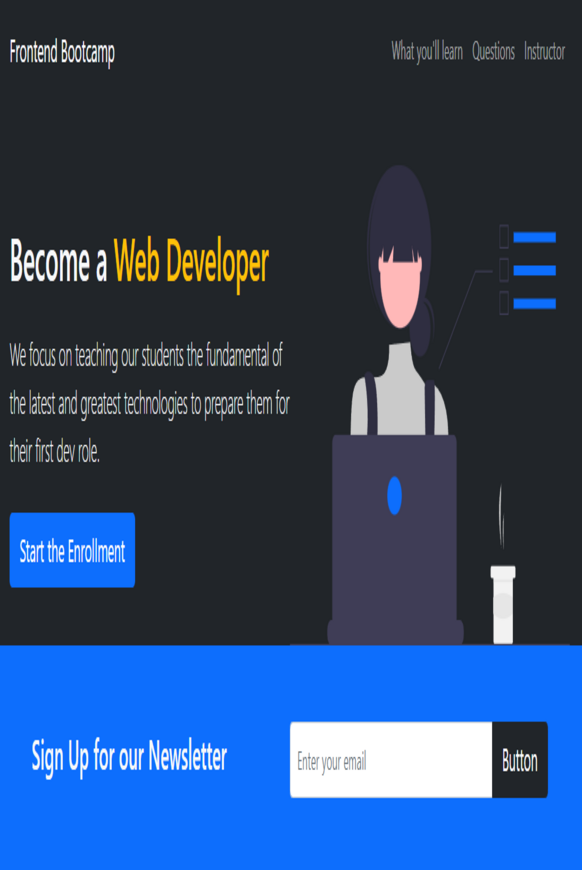 Frontend Bootcamp
What you'll learn Questions Instructor
Become a Web Developer
We focus on teaching our students the fundamental of
the latest and greatest technologies to prepare them for
their first dev role.
Start the Enrollment
Sign Up for our Newsletter
Enter your email
Button